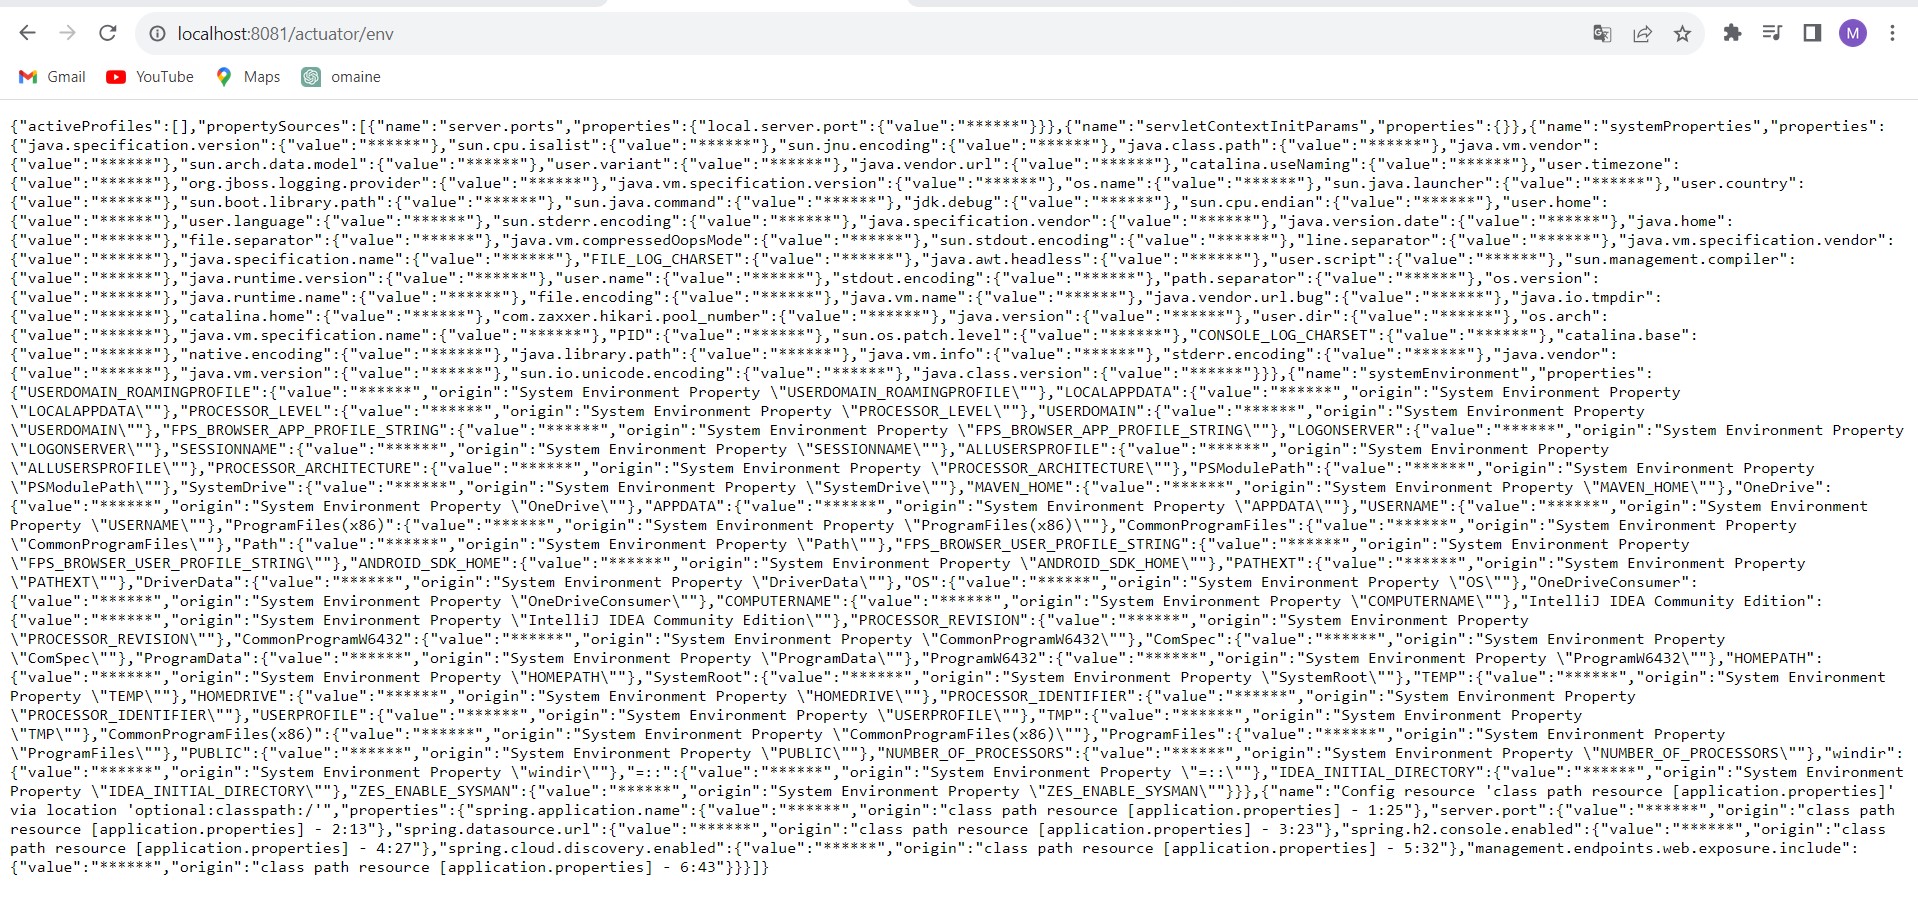 localhost:8081/actuator/env
M
Gmail YouTube Maps omaine
{"activeProfiles":[],"propertySources":[{"name":"server.ports","properties":{"local.server.port":{"value":"******"}}},{"name":"servletContextInitParams","properties":{}},{"name":"systemProperties","properties":
{"java.specification.version":{"value":"******"},"sun.cpu.isalist":{"value":"******"},"sun.jnu.encoding":{"value":"******"},"java.class.path":{"value":"******"},"java.vm.vendor":
{"value":"******"},"sun.arch.data.model":{"value":"******"},"user.variant":{"value":"******"},"java.vendor.url":{"value":"******"},"catalina.useNaming":{"value":"******"},"user.timezone":
{"value":"******"},"org.jboss.logging.provider":{"value":"******"},"java.vm.specification.version":{"value":"******"},"os.name":{"value":"******"},"sun.java.launcher":{"value":"******"},"user.country":
{"value":"******"},"sun.boot.library.path":{"value":"******"},"sun.java.command":{"value":"******"},"jdk.debug":{"value":"******"},"sun.cpu.endian":{"value":"******"},"user.home":
{"value":"******"},"user.language":{"value":"******"},"sun.stderr.encoding":{"value":"******"},"java.specification.vendor":{"value":"******"},"java.version.date":{"value":"******"},"java.home":
{"value":"******"},"file.separator":{"value":"******"},"java.vm.compressedOopsMode":{"value":"******"},"sun.stdout.encoding":{"value":"******"},"line.separator":{"value":"******"},"java.vm.specification.vendor":
{"value":"******"},"java.specification.name":{"value":"******"},"FILE_LOG_CHARSET":{"value":"******"},"java.awt.headless":{"value":"******"},"user.script":{"value":"******"},"sun.management.compiler":
{"value":"******"},"java.runtime.version":{"value":"******"},"user.name":{"value":"******"},"stdout.encoding":{"value":"******"},"path.separator":{"value":"******"},"os.version":
{"value":"******"},"java.runtime.name":{"value":"******"},"file.encoding":{"value":"******"},"java.vm.name":{"value":"******"},"java.vendor.url.bug":{"value":"******"},"java.io.tmpdir":
{"value":"******"},"catalina.home":{"value":"******"},"com.zaxxer.hikari.pool_number":{"value":"******"},"java.version":{"value":"******"},"user.dir":{"value":"******"},"os.arch":
{"value":"******"},"java.vm.specification.name":{"value":"******"},"PID":{"value":"******"},"sun.os.patch.level":{"value":"******"},"CONSOLE_LOG_CHARSET":{"value":"******"},"catalina.base":
{"value":"******"},"native.encoding":{"value":"******"},"java.library.path":{"value":"******"},"java.vm.info":{"value":"******"},"stderr.encoding":{"value":"******"},"java.vendor":
{"value":"******"},"java.vm.version":{"value":"******"},"sun.io.unicode.encoding":{"value":"******"},"java.class.version":{"value":"******"}}},{"name":"systemEnvironment","properties":
{"USERDOMAIN_ROAMINGPROFILE":{"value":"******","origin":"System Environment Property \"USERDOMAIN_ROAMINGPROFILE\""},"LOCALAPPDATA":{"value":"******","origin":"System Environment Property
\"LOCALAPPDATA\""},"PROCESSOR_LEVEL":{"value":"******","origin":"System Environment Property \"PROCESSOR_LEVEL\""},"USERDOMAIN":{"value":"******","origin":"System Environment Property
\"USERDOMAIN\""},"FPS_BROWSER_APP_PROFILE_STRING":{"value":"******","origin":"System Environment Property \"FPS_BROWSER_APP_PROFILE_STRING\""},"LOGONSERVER":{"value":"******","origin":"System Environment Property
\"LOGONSERVER\""},"SESSIONNAME":{"value":"******","origin":"System Environment Property \"SESSIONNAME\""},"ALLUSERSPROFILE":{"value":"******","origin":"System Environment Property
\"ALLUSERSPROFILE\""},"PROCESSOR_ARCHITECTURE":{"value":"******","origin":"System Environment Property \"PROCESSOR_ARCHITECTURE\""},"PSModulePath":{"value":"******","origin":"System Environment Property
\"PSModulePath\""},"SystemDrive":{"value":"******","origin":"System Environment Property \"SystemDrive\""},"MAVEN_HOME":{"value":"******","origin":"System Environment Property \"MAVEN_HOME\""},"OneDrive":
{"value":"******","origin":"System Environment Property \"OneDrive\""},"APPDATA":{"value":"******","origin":"System Environment Property \"APPDATA\""},"USERNAME":{"value":"******","origin":"System Environment
Property \"USERNAME\""},"ProgramFiles(x86)":{"value":"******","origin":"System Environment Property \"ProgramFiles(x86)\""},"CommonProgramFiles":{"value":"******","origin":"System Environment Property
\"CommonProgramFiles\""},"Path":{"value":"******","origin":"System Environment Property \"Path\""},"FPS_BROWSER_USER_PROFILE_STRING":{"value":"******","origin":"System Environment Property
\"FPS_BROWSER_USER_PROFILE_STRING\""},"ANDROID_SDK_HOME":{"value":"******","origin":"System Environment Property \"ANDROID_SDK_HOME\""},"PATHEXT":{"value":"******","origin":"System Environment Property
\"PATHEXT\""},"DriverData":{"value":"******","origin":"System Environment Property \"DriverData\""},"OS":{"value":"******","origin":"System Environment Property \"OS\""},"OneDriveConsumer":
{"value":"******","origin":"System Environment Property \"OneDriveConsumer\""},"COMPUTERNAME":{"value":"******","origin":"System Environment Property \"COMPUTERNAME\""},"IntelliJ IDEA Community Edition":
{"value":"******","origin":"System Environment Property \"IntelliJ IDEA Community Edition\""},"PROCESSOR_REVISION":{"value":"******","origin":"System Environment Property
\"PROCESSOR_REVISION\""},"CommonProgramW6432":{"value":"******","origin":"System Environment Property \"CommonProgramW6432\""},"ComSpec":{"value":"******","origin":"System Environment Property
\"ComSpec\""},"ProgramData":{"value":"******","origin":"System Environment Property \"ProgramData\""},"ProgramW6432":{"value":"******","origin":"System Environment Property \"ProgramW6432\""},"HOMEPATH":
{"value":"******","origin":"System Environment Property \"HOMEPATH\""},"SystemRoot":{"value":"******","origin":"System Environment Property \"SystemRoot\""},"TEMP":{"value":"******","origin":"System Environment
Property \"TEMP\""},"HOMEDRIVE":{"value":"******","origin":"System Environment Property \"HOMEDRIVE\""},"PROCESSOR_IDENTIFIER":{"value":"******","origin":"System Environment Property
\"PROCESSOR_IDENTIFIER\""},"USERPROFILE":{"value":"******","origin":"System Environment Property \"USERPROFILE\""},"TMP":{"value":"******","origin":"System Environment Property
\"TMP\""},"CommonProgramFiles(x86)":{"value":"******","origin":"System Environment Property \"CommonProgramFiles(x86)\""},"ProgramFiles":{"value":"******","origin":"System Environment Property
\"ProgramFiles\""},"PUBLIC":{"value":"******","origin":"System Environment Property \"PUBLIC\""},"NUMBER_OF_PROCESSORS":{"value":"******","origin":"System Environment Property \"NUMBER_OF_PROCESSORS\""},"windir":
{"value":"******","origin":"System Environment Property \"windir\""},"=::":{"value":"******","origin":"System Environment Property \"=::\""},"IDEA_INITIAL_DIRECTORY":{"value":"******","origin":"System Environment
Property \"IDEA_INITIAL_DIRECTORY\""},"ZES_ENABLE_SYSMAN":{"value":"******","origin":"System Environment Property \"ZES_ENABLE_SYSMAN\""}}},{"name":"Config resource 'class path resource [application.properties]'
via location 'optional:classpath:/'","properties":{"spring.application.name":{"value":"******","origin":"class path resource [application.properties] - 1:25"},"server.port":{"value":"******","origin":"class path
resource [application.properties] - 2:13"},"spring.datasource.url":{"value":"******","origin":"class path resource [application.properties] - 3:23"},"spring.h2.console.enabled":{"value":"******","origin":"class
path resource [application.properties] - 4:27"},"spring.cloud.discovery.enabled":{"value":"******","origin":"class path resource [application.properties] - 5:32"},"management.endpoints.web.exposure.include":
{"value":"******","origin":"class path resource [application.properties] - 6:43"}}}]}